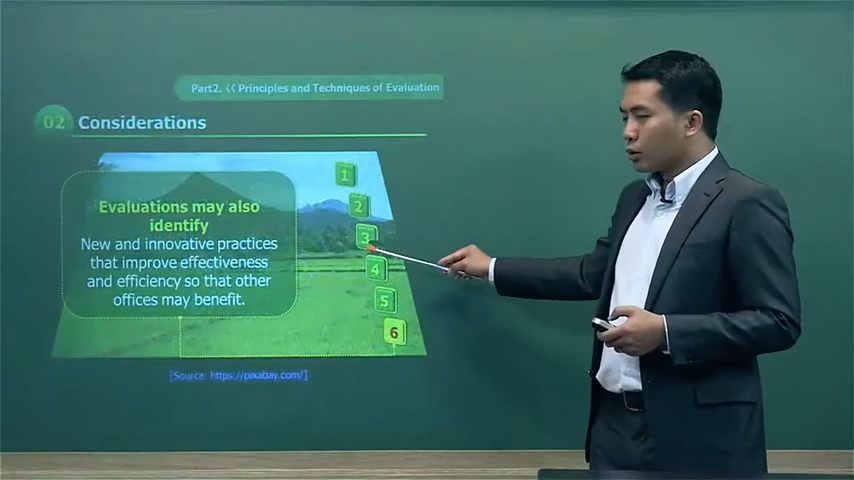 Part2. 《 Principles and Techniques of Evaluation
02 Considerations
1
2
3
4
5
6
Evaluations may also
identify
New and innovative practices
that improve effectiveness
and efficiency so that other
offices may benefit.
[Source: https://pixabay.com/]